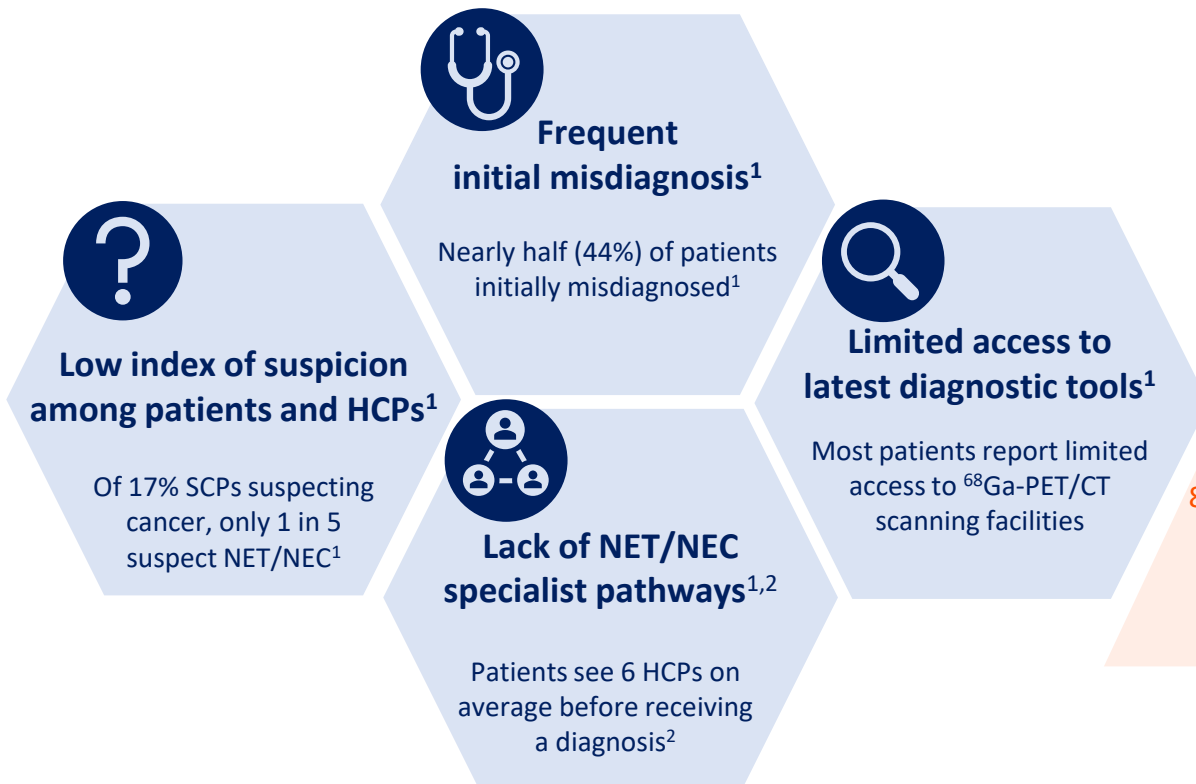 Frequent
initial misdiagnosis¹
Nearly half (44%) of patients
initially misdiagnosed¹
Low index of suspicion
among patients and HCPs¹
Of 17% SCPs suspecting
cancer, only 1 in 5
suspect NET/NEC¹
Limited access to
latest diagnostic tools¹
Most patients report limited
access to ⁶⁸Ga-PET/CT
scanning facilities
Lack of NET/NEC
specialist pathways¹,²
Patients see 6 HCPs on
average before receiving
a diagnosis²